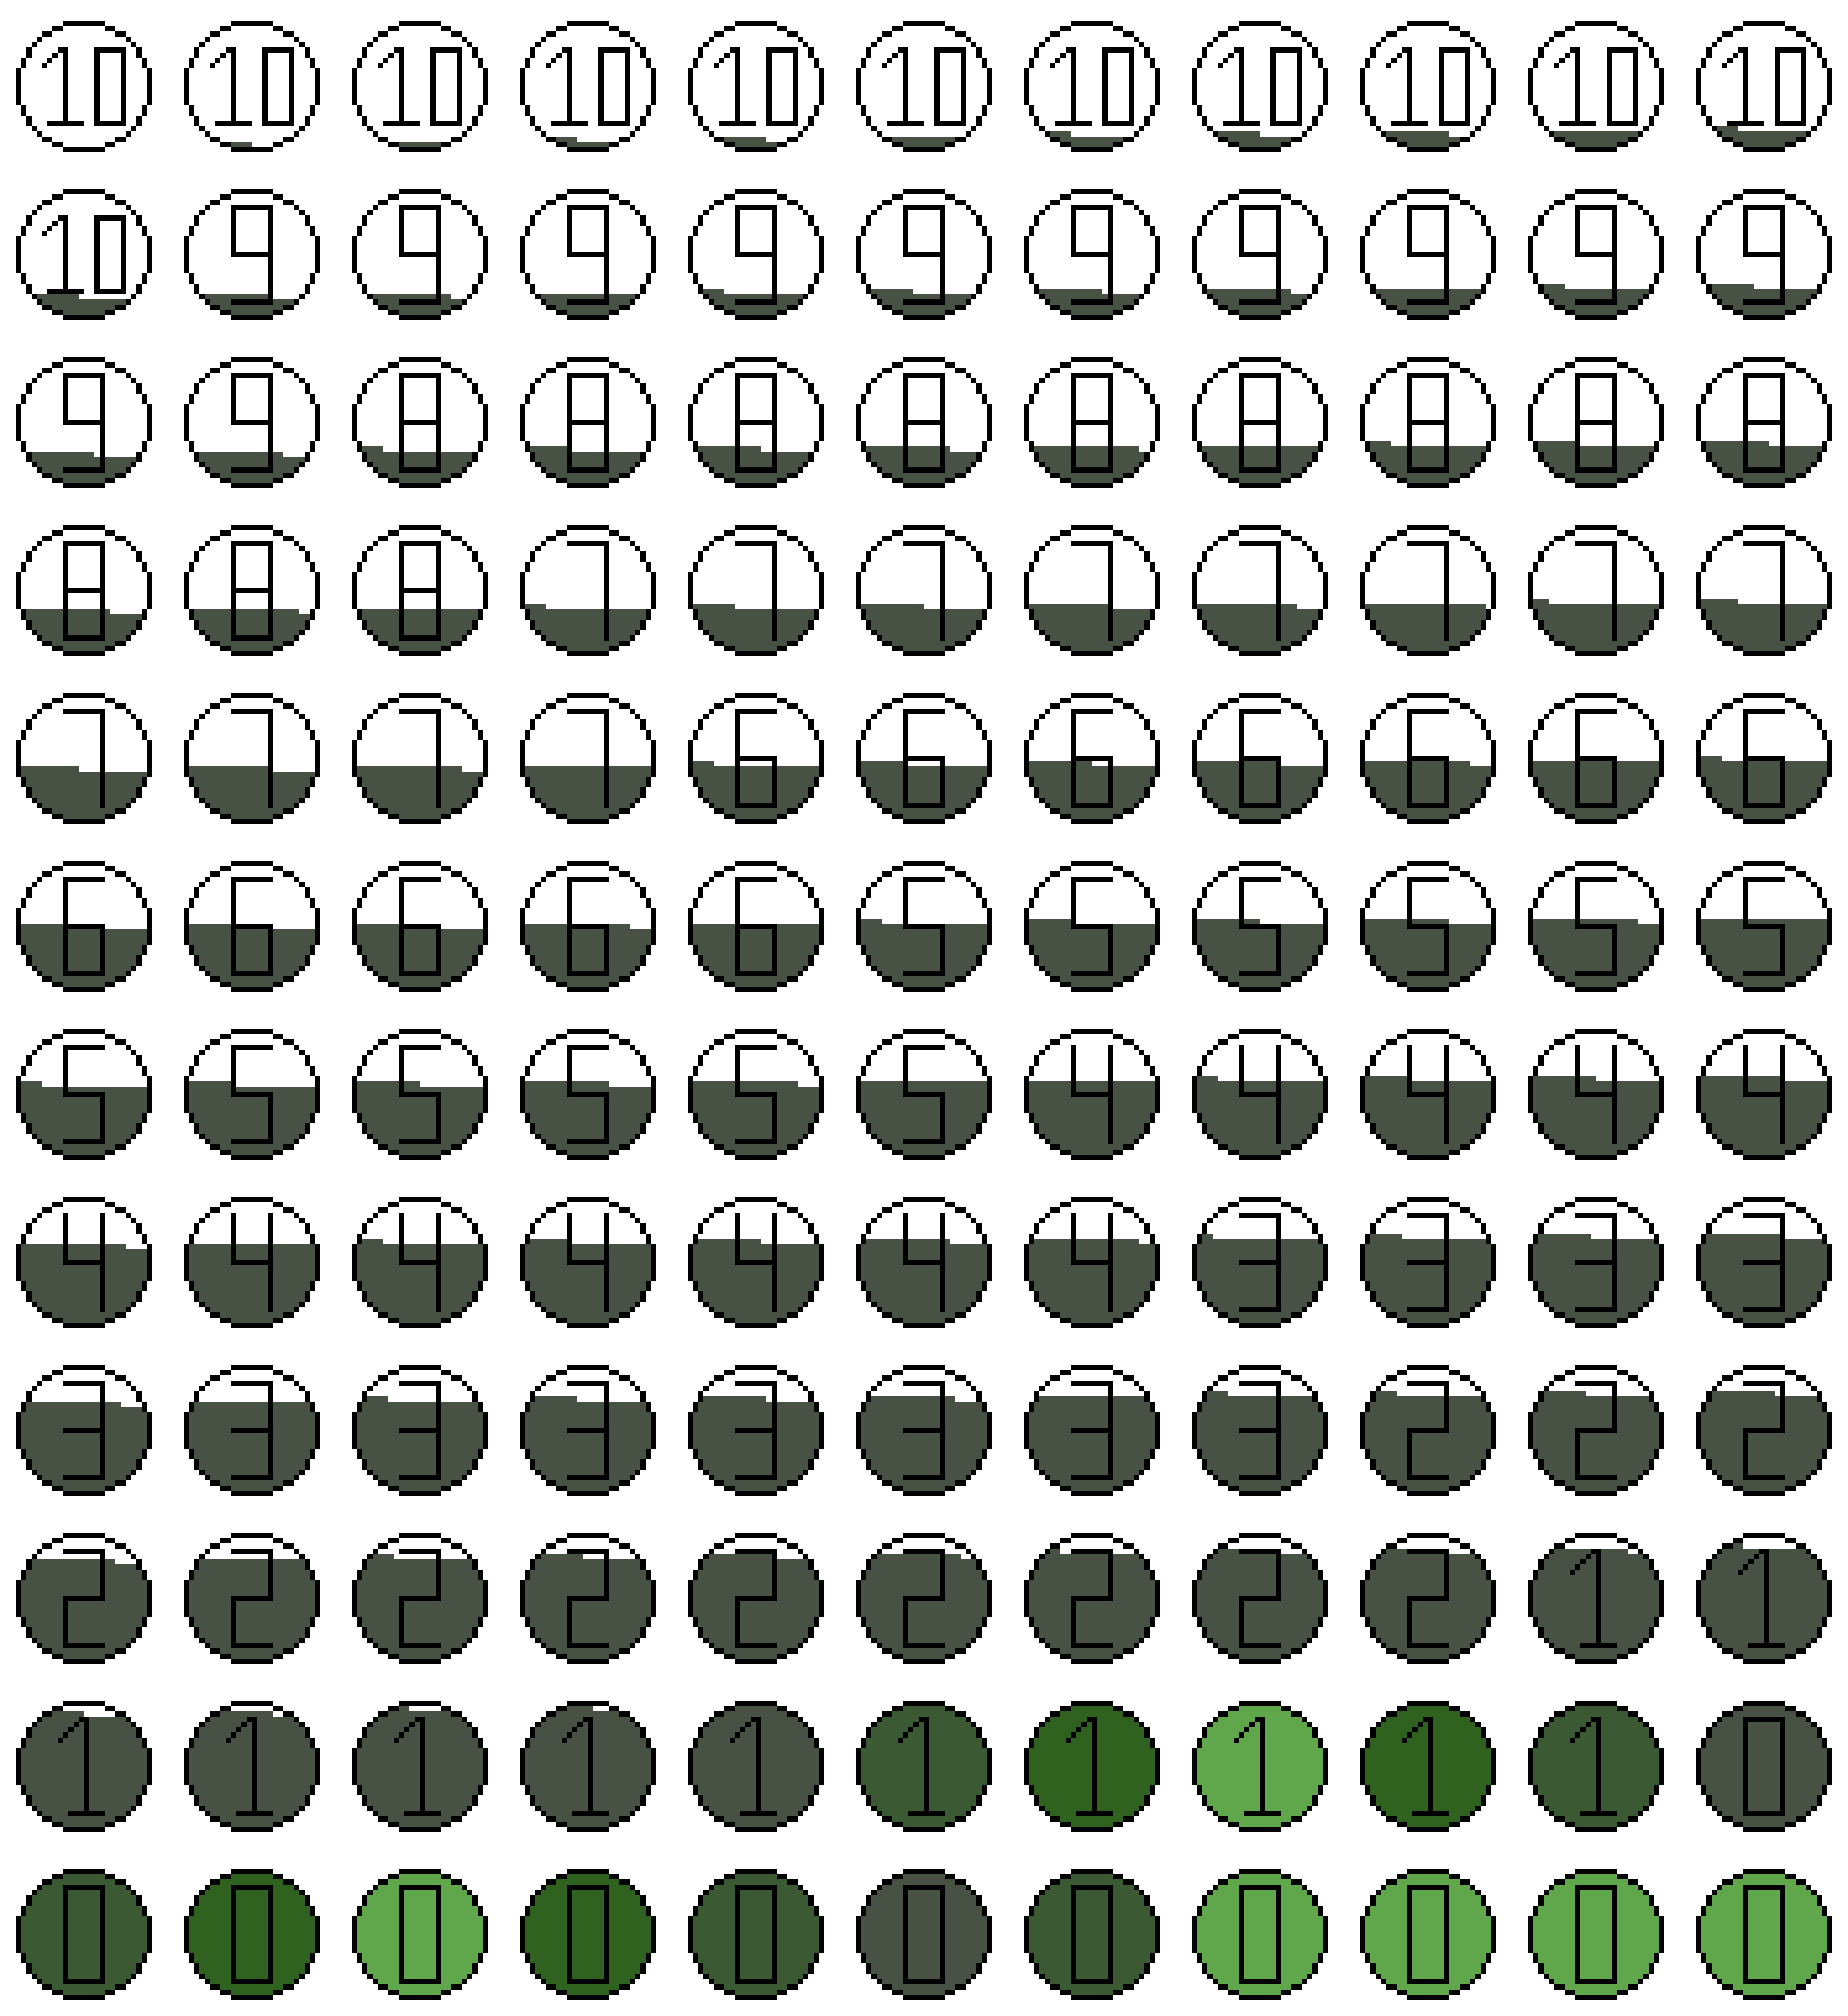 10 10 10 10 10 10 10 10 10 10 10
10 9 9 9 9 9 9 9 9 9 9
9 9 8 8 8 8 8 8 8 8 8
8 8 8 7 7 7 7 7 7 7 7
7 7 7 7 6 6 6 6 6 6 6
6 6 6 6 6 5 5 5 5 5 5
5 5 5 5 5 5 4 4 4 4 4
4 4 4 4 4 4 4 3 3 3 3
3 3 3 3 3 3 3 3 2 2 2
2 2 2 2 2 2 2 2 2 1 1
1 1 1 1 1 1 1 1 1 1 0
0 0 0 0 0 0 0 0 0 0 0